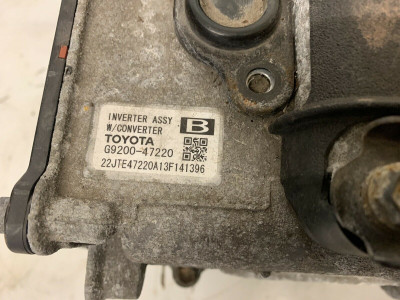 INVERTER ASSY
W/CONVERTER B
TOYOTA
G9200-47220
22JTE47220A13F141396